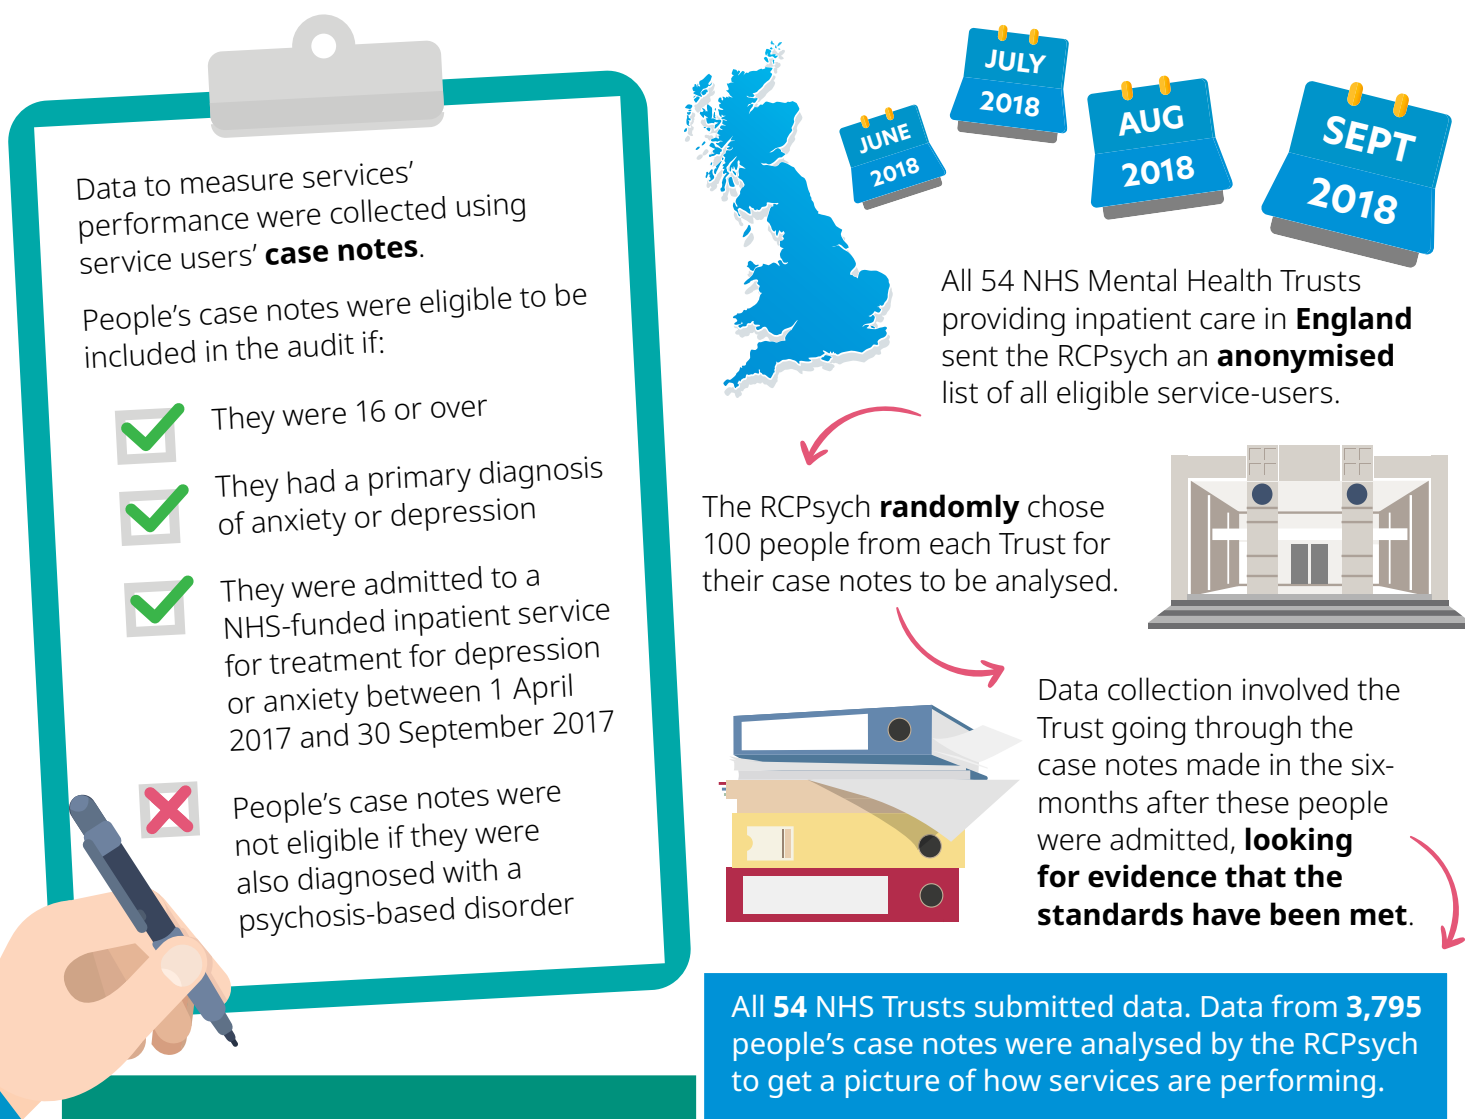 Data to measure services’
performance were collected using
service users’ case notes.
People’s case notes were eligible to be
included in the audit if:
They were 16 or over
They had a primary diagnosis
of anxiety or depression
They were admitted to a
NHS-funded inpatient service
for treatment for depression
or anxiety between 1 April
2017 and 30 September 2017
People’s case notes were
not eligible if they were
also diagnosed with a
psychosis-based disorder
JUNE
2018
JULY
2018
AUG
2018
SEPT
2018
All 54 NHS Mental Health Trusts
providing inpatient care in England
sent the RCPsych an anonymised
list of all eligible service-users.
The RCPsych randomly chose
100 people from each Trust for
their case notes to be analysed.
Data collection involved the
Trust going through the
case notes made in the six-
months after these people
were admitted, looking
for evidence that the
standards have been met.
All 54 NHS Trusts submitted data. Data from 3,795
people’s case notes were analysed by the RCPsych
to get a picture of how services are performing.